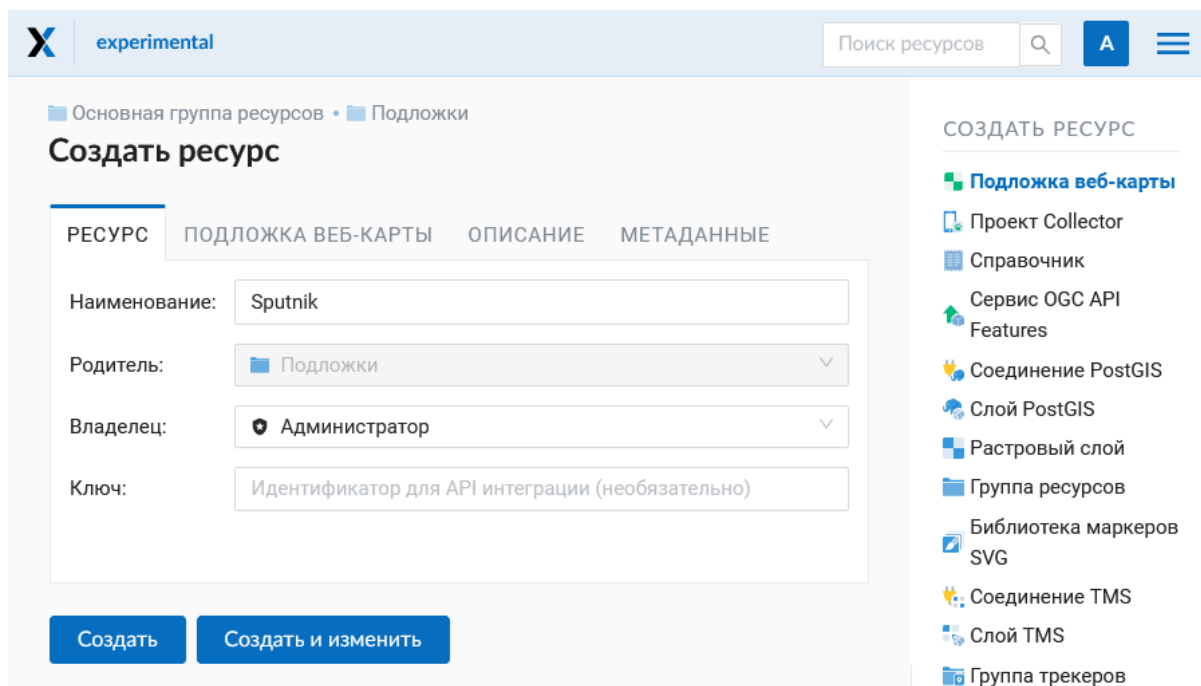 experimental
Поиск ресурсов
A
Основная группа ресурсов • Подложки
Создать ресурс
РЕСУРС ПОДЛОЖКА ВЕБ-КАРТЫ ОПИСАНИЕ МЕТАДАННЫЕ
Наименование: Sputnik
Родитель: Подложки
Владелец: Администратор
Ключ: Идентификатор для API интеграции (необязательно)
Создать Создать и изменить
СОЗДАТЬ РЕСУРС
Подложка веб-карты
Проект Collector
Справочник
Сервис OGC API
Features
Соединение PostGIS
Слой PostGIS
Растровый слой
Группа ресурсов
Библиотека маркеров
SVG
Соединение TMS
Слой TMS
Группа трекеров